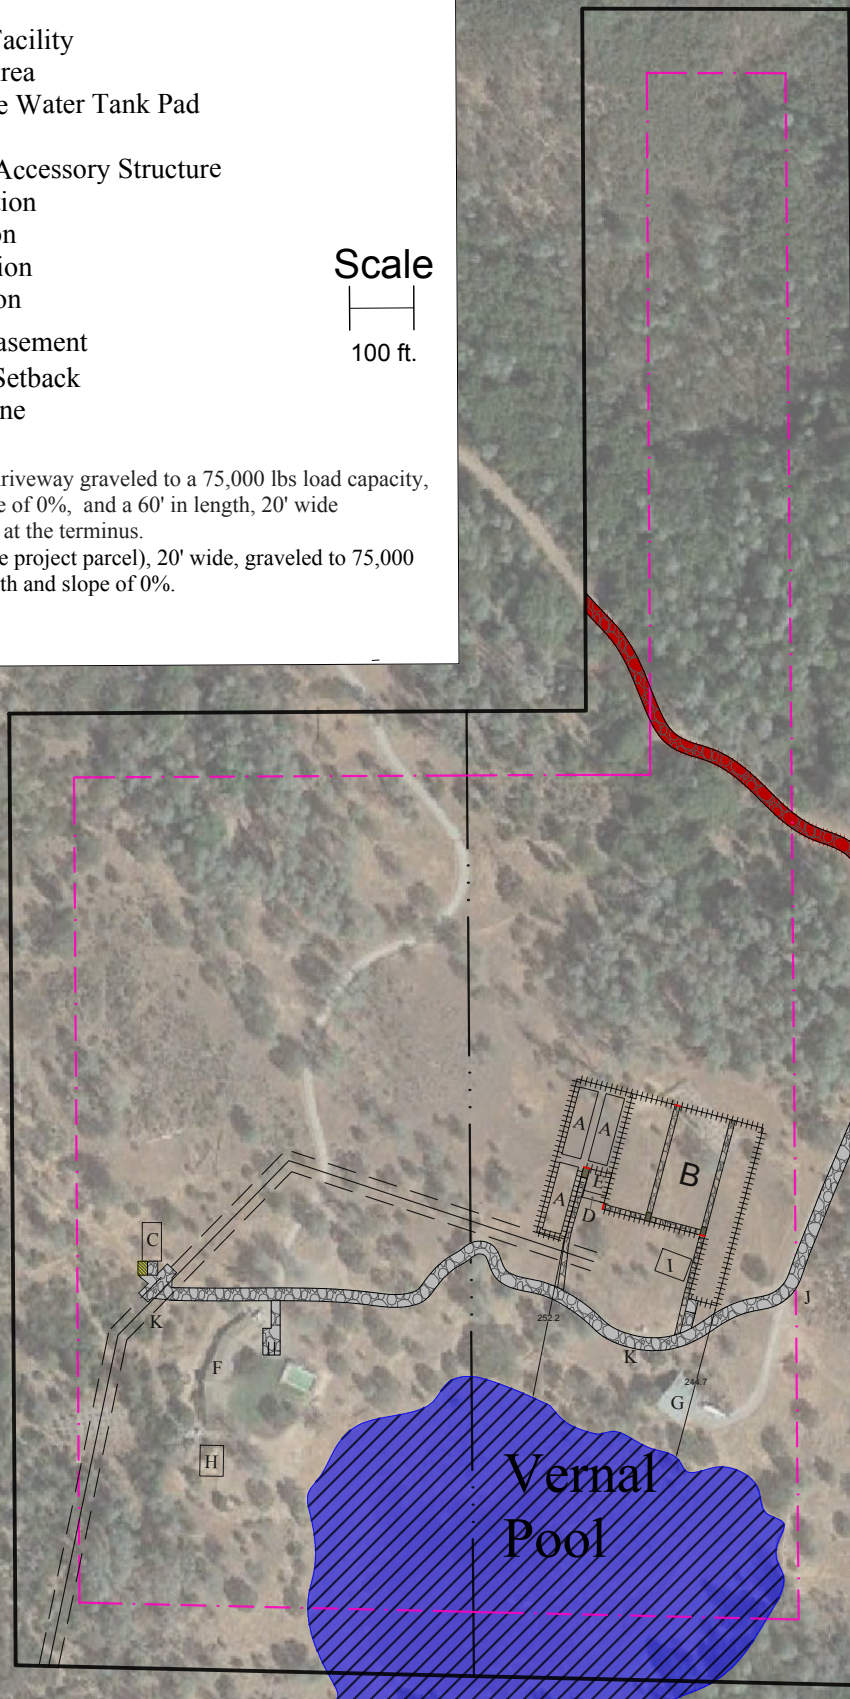 acility
rea
e Water Tank Pad
Accessory Structure
tion
on
ion
on
Scale
100 ft.
asement
Setback
ne
riveway graveled to a 75,000 lbs load capacity,
e of 0%, and a 60' in length, 20' wide
at the terminus.
e project parcel), 20' wide, graveled to 75,000
th and slope of 0%.
A
A
B
E
A
D
C
I
J
K
252.2
K
F
244.7
G
H
Vernal
Pool